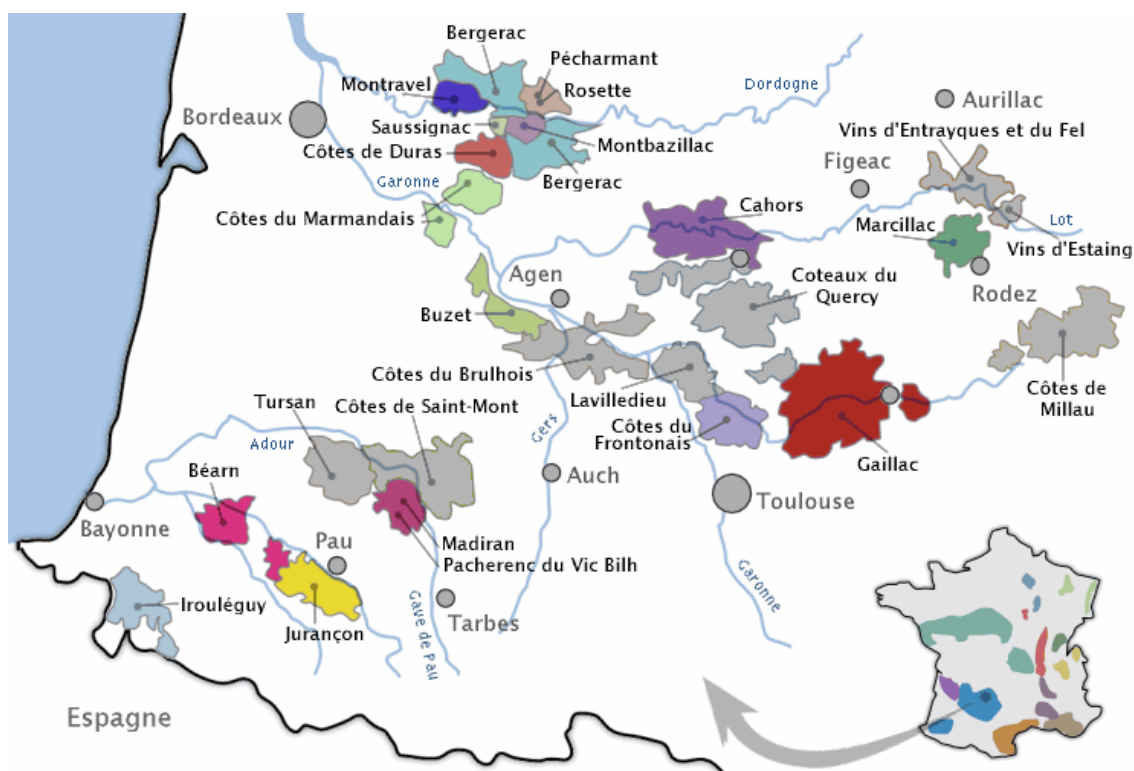 Bergerac
Pécharmant
Montravel
Rosette
Dordogne
Aurillac
Bordeaux
Saussignac
Montbazillac
Vins d'Entrayques et du Fel
Côtes de Duras
Figeac
Garonne
Bergerac
Côtes du Marmandais
Cahors
Marcillac
Lot
Vins d'Estaing
Agen
Coteaux du
Quercy
Rodez
Buzet
Côtes du Brulhois
Lavilledieu
Côtes de
Millau
Tursan
Côtes de Saint-Mont
Gers
Côtes du
Frontonais
Adour
Gaillac
Béarn
Auch
Toulouse
Bayonne
Pau
Madiran
Pacherenc du Vic Bilh
Irouléguy
Jurançon
Gave de Pau
Tarbes
Garonne
Espagne